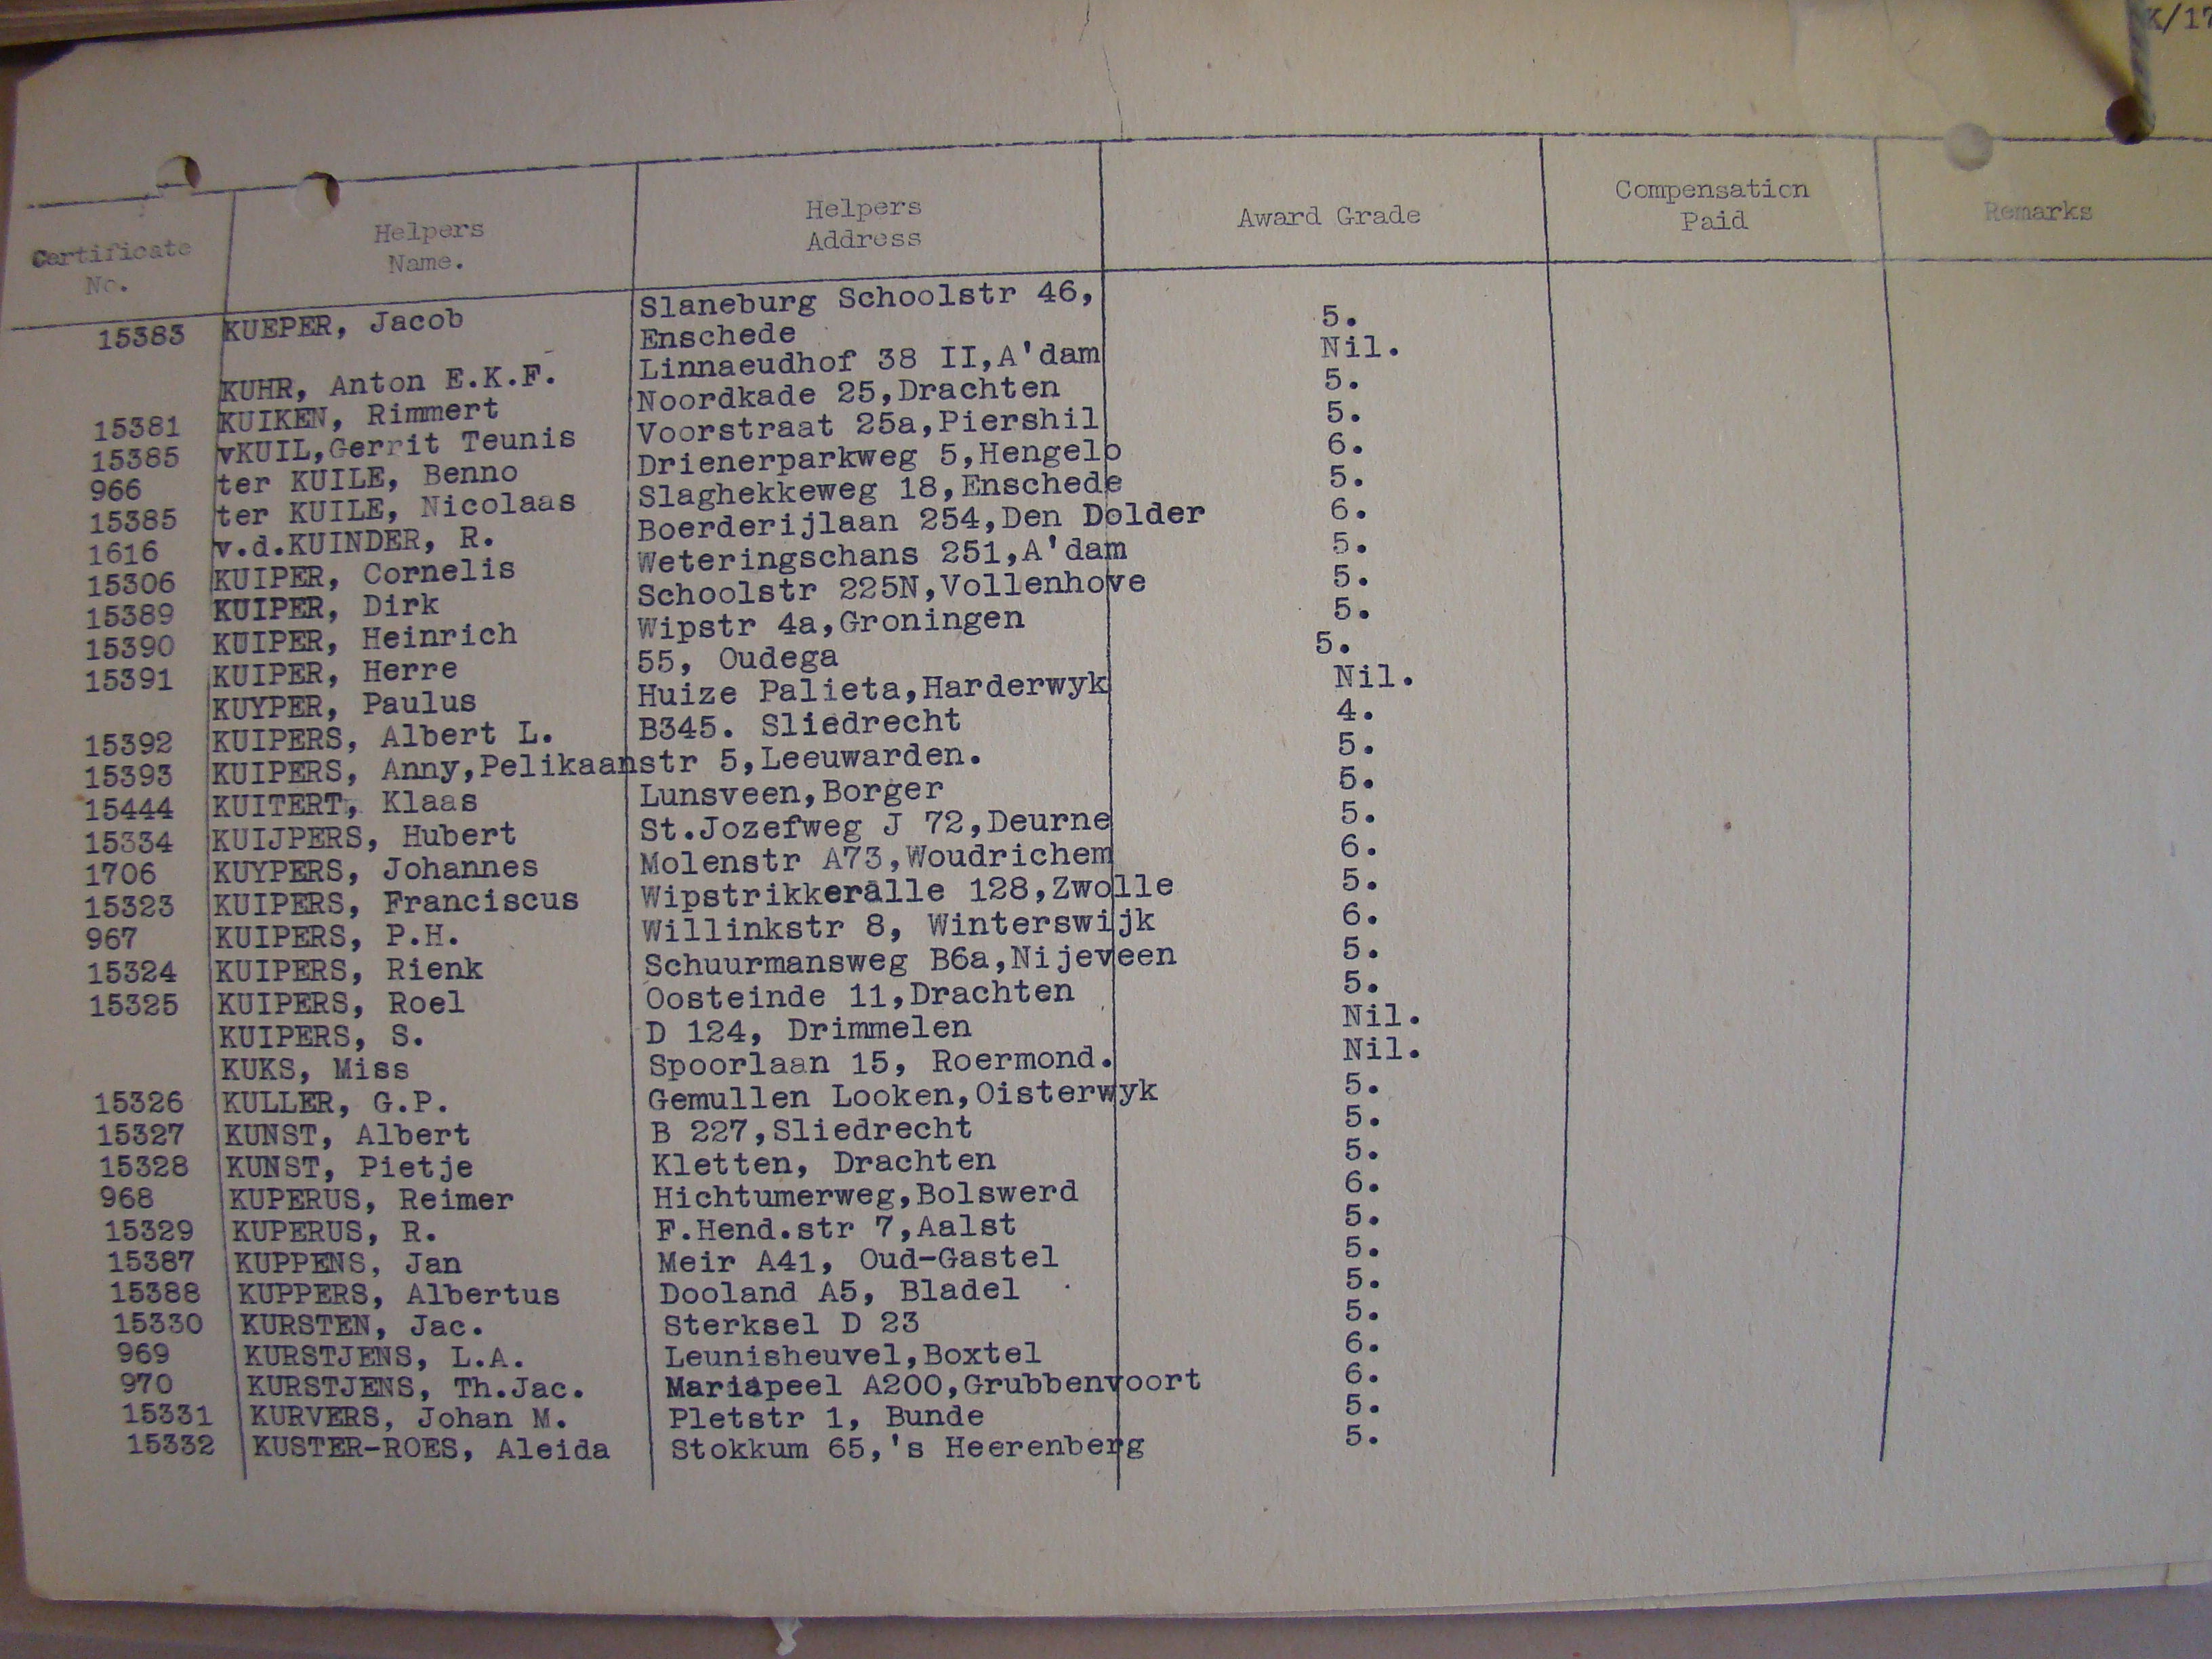 K/17
Certificate No. Helpers Name. Helpers Address Award Grade Compensation Paid Remarks
15383 KUEPER, Jacob Slaneburg Schoolstr 46,
Enschede 5.
KUHR, Anton E.K.F. Linnaeudhof 38 II,A'dam Nil.
15381 KUIKEN, Rimmert Noordkade 25,Drachten 5.
15385 vKUIL,Gerrit Teunis Voorstraat 25a,Piershil 5.
966 ter KUILE, Benno Drienerparkweg 5,Hengelo 6.
15385 ter KUILE, Nicolaas Slaghekkeweg 18,Enschede 5.
1616 v.d.KUINDER, R. Boerderijlaan 254,Den Dolder 6.
15306 KUIPER, Cornelis Weteringschans 251,A'dam 5.
15389 KUIPER, Dirk Schoolstr 225N,Vollenhove 5.
15390 KUIPER, Heinrich Wipstr 4a,Groningen 5.
15391 KUIPER, Herre 55, Oudega 5.
KUYPER, Paulus Huize Palieta,Harderwyk Nil.
15392 KUIPERS, Albert L. B345. Sliedrecht 4.
15393 KUIPERS, Anny,Pelikaanstr 5,Leeuwarden. 5.
15444 KUITERT, Klaas Lunsveen,Borger 5.
15334 KUIJPERS, Hubert St.Jozefweg J 72,Deurne 5.
1706 KUYPERS, Johannes Molenstr A73,Woudrichem 6.
15323 KUIPERS, Franciscus Wipstrikkeralle 128,Zwolle 5.
967 KUIPERS, P.H. Willinkstr 8, Winterswijk 6.
15324 KUIPERS, Rienk Schuurmansweg B6a,Nijeveen 5.
15325 KUIPERS, Roel Oosteinde 11,Drachten 5.
KUIPERS, S. D 124, Drimmelen Nil.
KUKS, Miss Spoorlaan 15, Roermond. Nil.
15326 KULLER, G.P. Gemullen Looken,Oisterwyk 5.
15327 KUNST, Albert B 227,Sliedrecht 5.
15328 KUNST, Pietje Kletten, Drachten 5.
968 KUPERUS, Reimer Hichtumerweg,Bolswerd 6.
15329 KUPERUS, R. F.Hend.str 7,Aalst 5.
15387 KUPPENS, Jan Meir A41, Oud-Gastel 5.
15388 KUPPERS, Albertus Dooland A5, Bladel 5.
15330 KURSTEN, Jac. Sterksel D 23 5.
969 KURSTJENS, L.A. Leunisheuvel,Boxtel 6.
970 KURSTJENS, Th.Jac. Mariapeel A200,Grubbenvoort 6.
15331 KURVERS, Johan M. Pletstr 1, Bunde 5.
15332 KUSTER-ROES, Aleida Stokkum 65,'s Heerenberg 5.